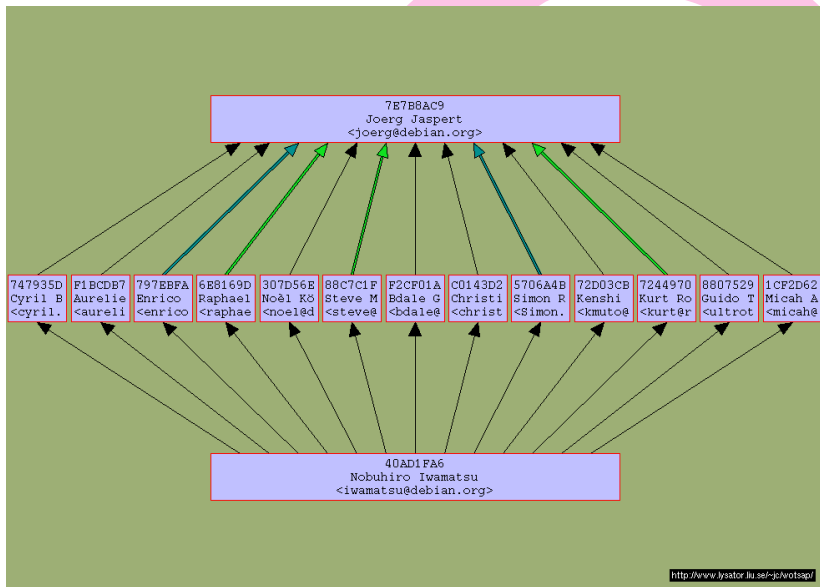 7E7B8AC9
Joerg Jaspert
<joerg@debian.org>
747935D
Cyril B
<cyril.
F1BCDB7
Aurelie
<aureli
797EBFA
Enrico
<enrico
6E8169D
Raphael
<raphae
307D56E
Noèl Kö
<noel@d
88C7C1F
Steve M
<steve@
F2CF01A
Bdale G
<bdale@
C0143D2
Christi
<christ
5706A4B
Simon R
<Simon.
72D03CB
Kenshi
<kmuto@
7244970
Kurt Ro
<kurt@r
8807529
Guido T
<ultrot
1CF2D62
Micah A
<micah@
40AD1FA6
Nobuhiro Iwamatsu
<iwamatsu@debian.org>
http://www.lysator.liu.se/~jc/wotsap/